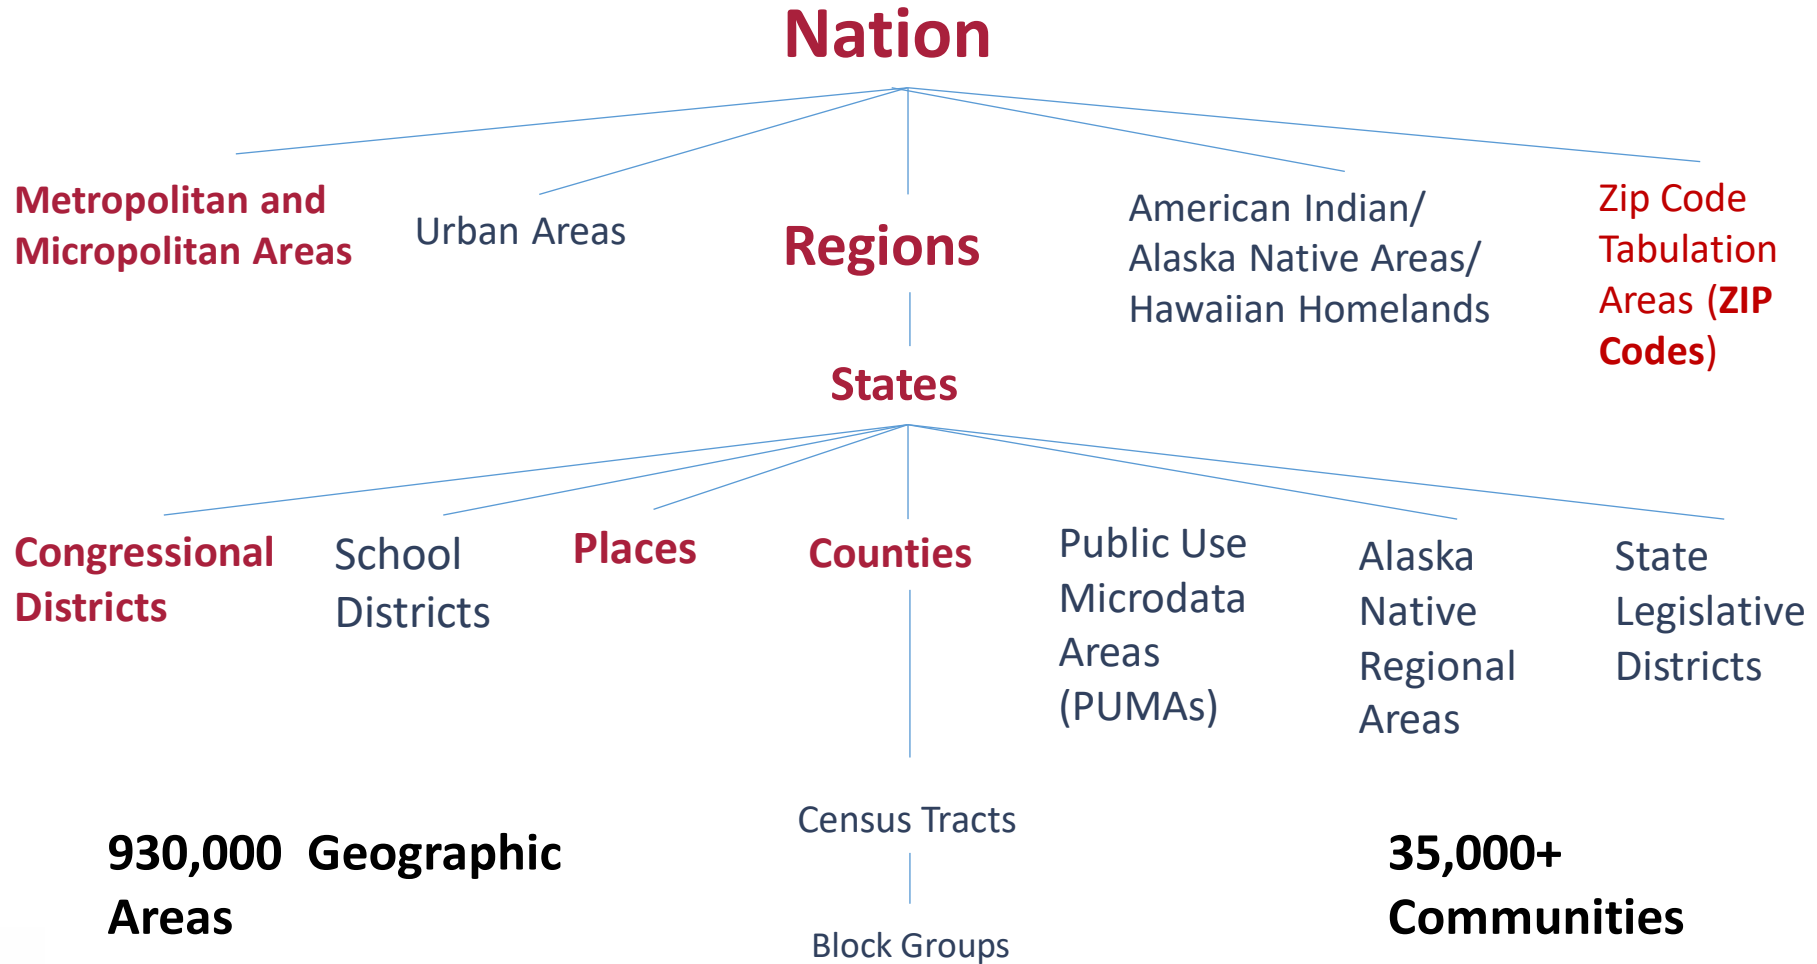 Nation
Metropolitan and
Micropolitan Areas
Urban Areas
Regions
American Indian/
Alaska Native Areas/
Hawaiian Homelands
Zip Code
Tabulation
Areas (ZIP
Codes)
States
Congressional
Districts
School
Districts
Places
Counties
Public Use
Microdata
Areas
(PUMAs)
Alaska
Native
Regional
Areas
State
Legislative
Districts
Census Tracts
930,000 Geographic
Areas
35,000+
Communities
Block Groups